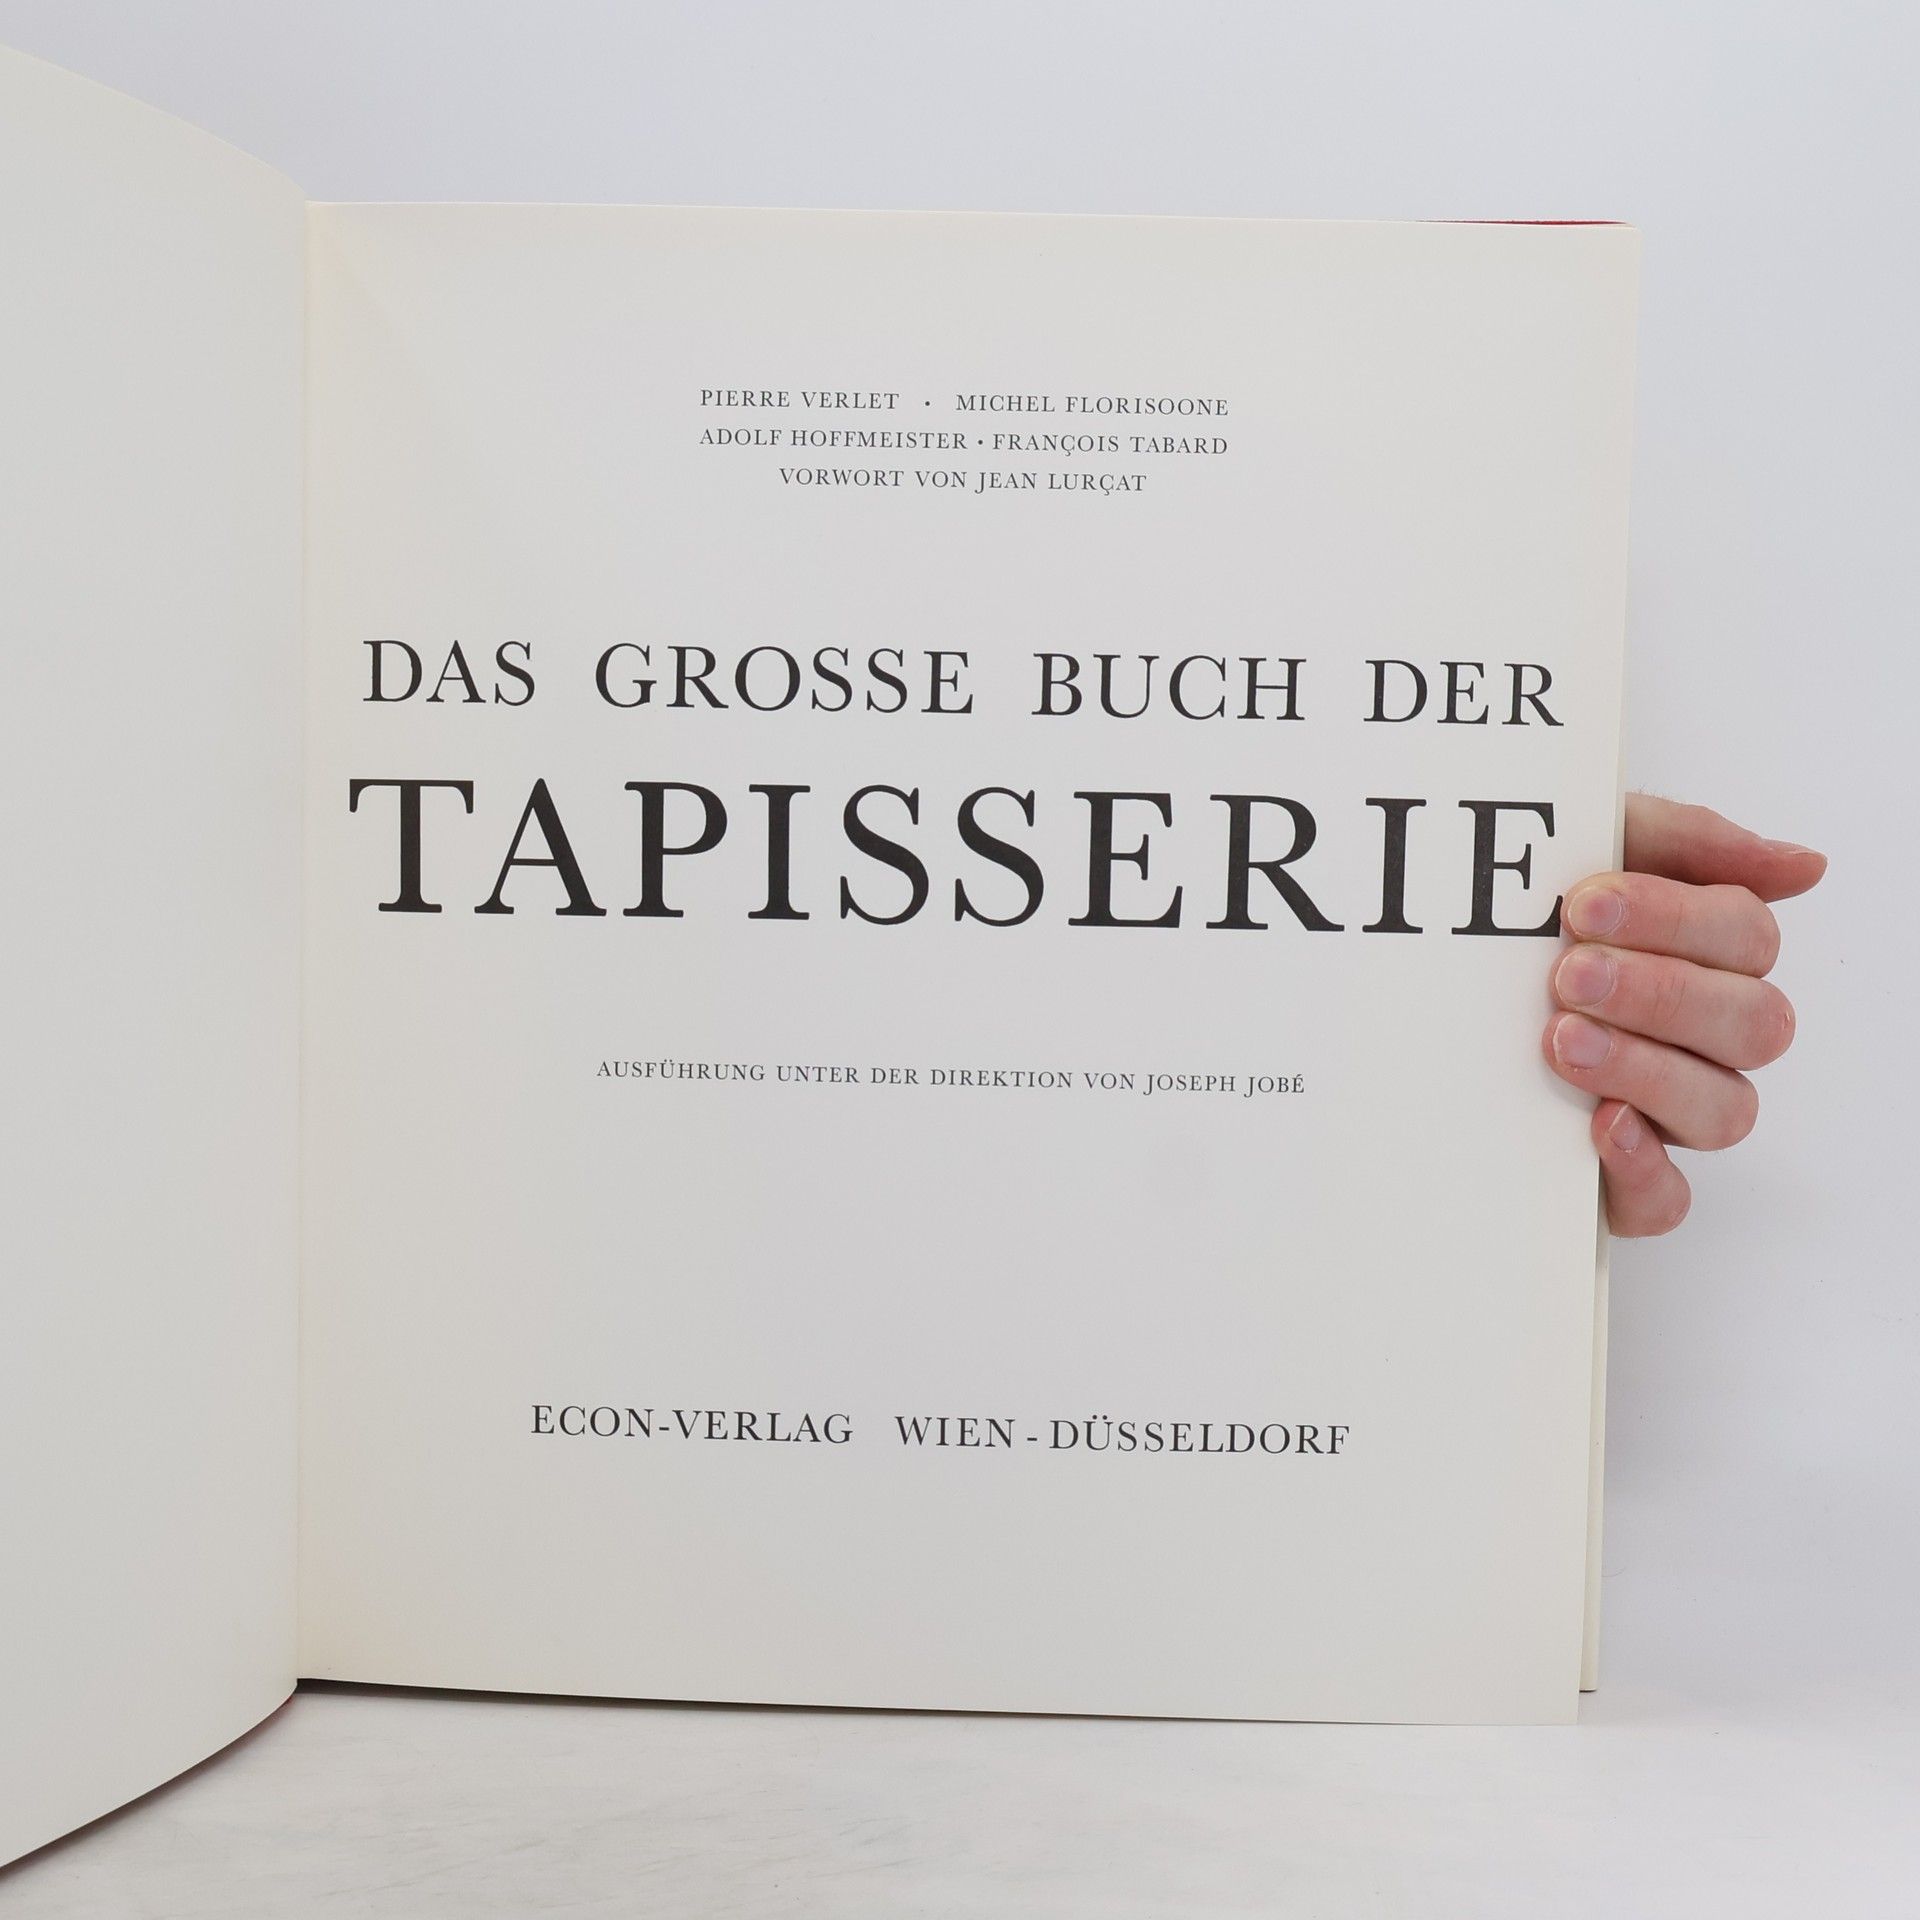 PIERRE VERLET • MICHEL FLORISOONE
ADOLF HOFFMEISTER • FRANÇOIS TABARD
VORWORT VON JEAN LURÇAT
DAS GROSSE BUCH DER
TAPISSERIE
AUSFÜHRUNG UNTER DER DIREKTION VON JOSEPH JOBÉ
ECON-VERLAG WIEN - DÜSSELDORF